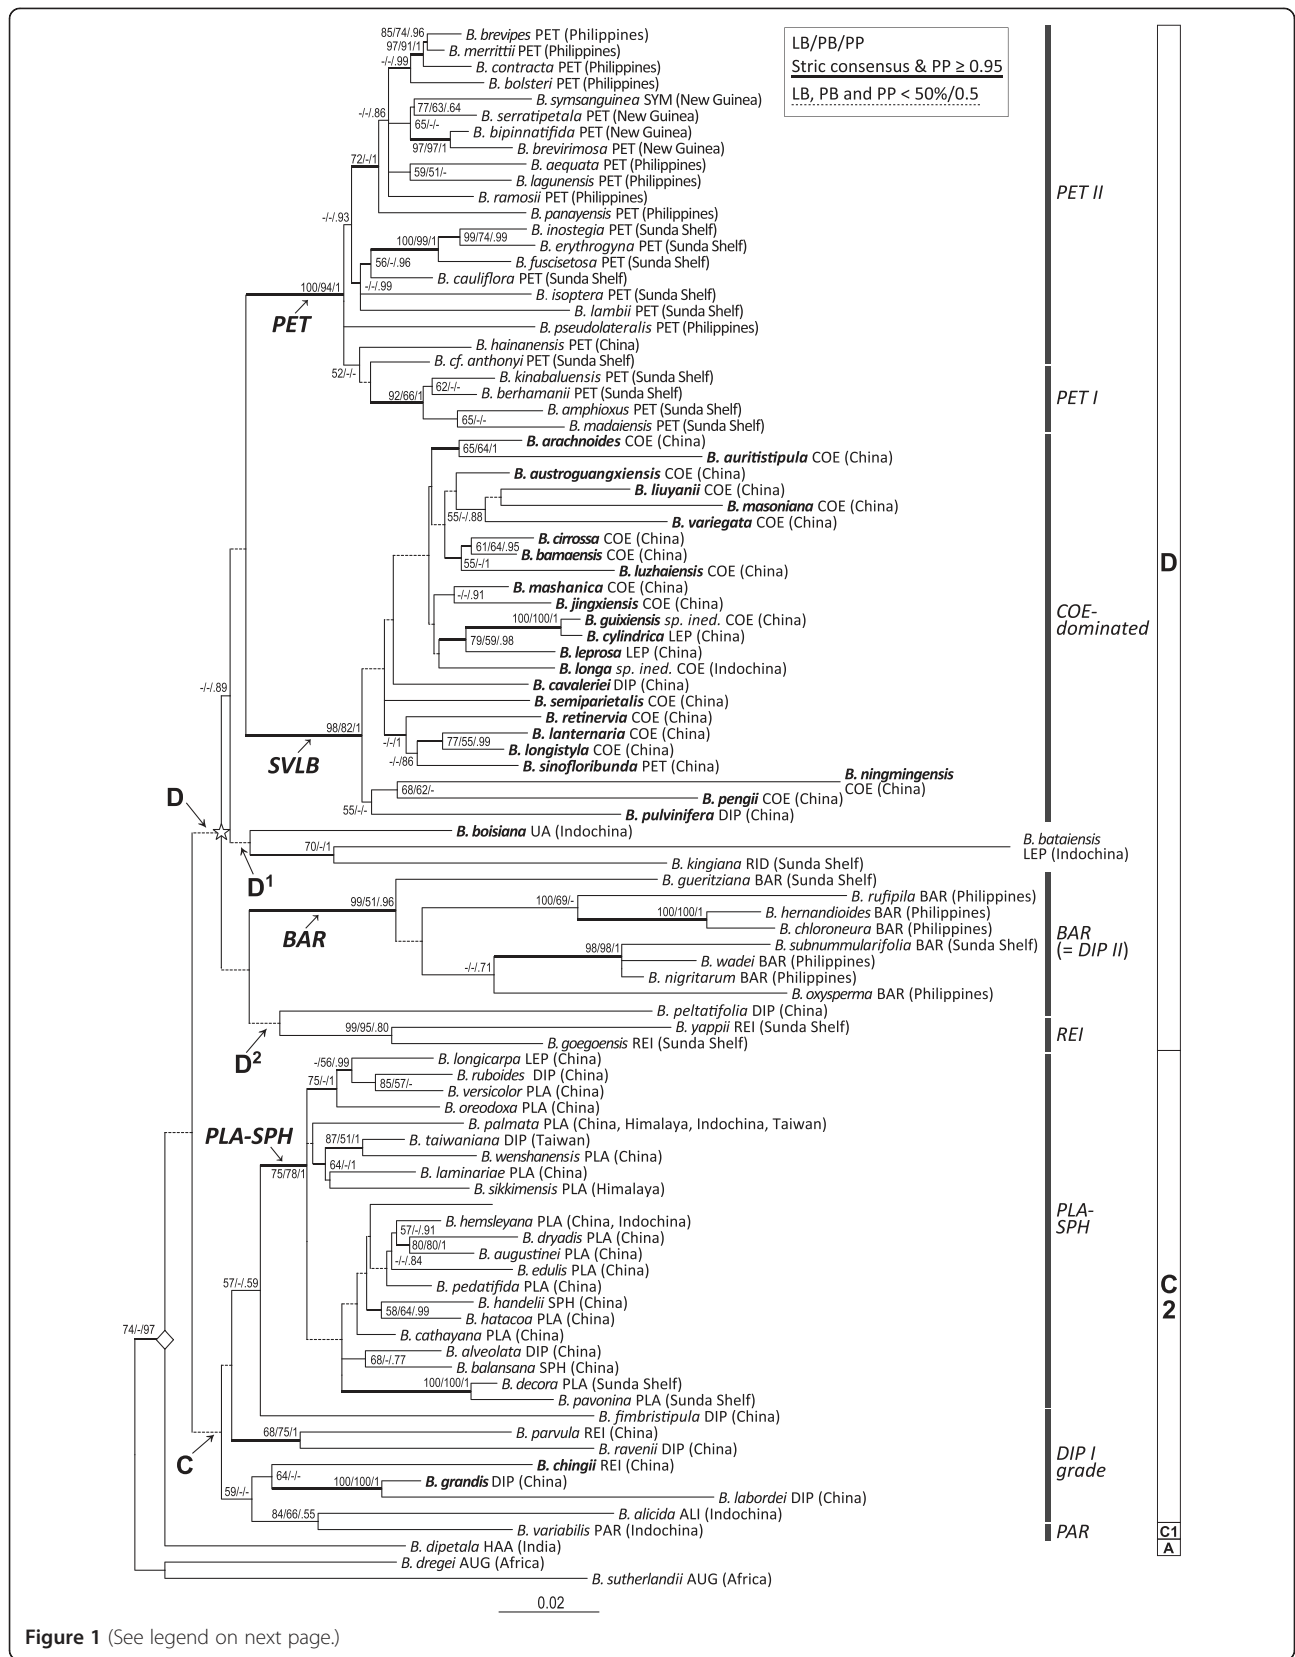 85/74/.96
B. brevipes PET (Philippines)
97/91/1
B. merrittii PET (Philippines)
-/-/.99
B. contracta PET (Philippines)
B. bolsteri PET (Philippines)
LB/PB/PP
Stric consensus & PP ≥ 0.95
LB, PB and PP < 50%/0.5
B. symsanguinea SYM (New Guinea)
77/63/.64
-/-/.86
B. serratipetala PET (New Guinea)
65/-/-
B. bipinnatifida PET (New Guinea)
97/97/1
B. brevirimosa PET (New Guinea)
72/-/1
B. aequata PET (Philippines)
59/51/-
B. lagunensis PET (Philippines)
B. ramosii PET (Philippines)
PET II
-/-/.93
B. panayensis PET (Philippines)
B. inostegia PET (Sunda Shelf)
100/99/1
99/74/.99
B. erythrogyna PET (Sunda Shelf)
56/-/.96
B. fuscisetosa PET (Sunda Shelf)
B. cauliflora PET (Sunda Shelf)
-/-/.99
100/94/1
B. isoptera PET (Sunda Shelf)
B. lambii PET (Sunda Shelf)
PET
B. pseudolateralis PET (Philippines)
B. hainanensis PET (China)
B. cf. anthonyi PET (Sunda Shelf)
52/-/-
B. kinabaluensis PET (Sunda Shelf)
62/-/-
92/66/1
B. berhamanii PET (Sunda Shelf)
PET I
B. amphioxus PET (Sunda Shelf)
65/-/-
B. madaiensis PET (Sunda Shelf)
B. arachnoides COE (China)
65/64/1
B. auritistipula COE (China)
B. austroguangxiensis COE (China)
B. liuyanii COE (China)
B. masoniana COE (China)
55/-/.88
B. variegata COE (China)
B. cirrossa COE (China)
61/64/.95
B. bamaensis COE (China)
55/-/1
B. luzhaiensis COE (China)
D
B. mashanica COE (China)
-/-/.91
B. jingxiensis COE (China)
COE-
dominated
100/100/1
B. guixiensis sp. ined. COE (China)
B. cylindrica LEP (China)
79/59/.98
B. leprosa LEP (China)
B. longa sp. ined. COE (Indochina)
-/-/.89
B. cavaleriei DIP (China)
B. semiparietalis COE (China)
B. retinervia COE (China)
98/82/1
B. lanternaria COE (China)
-/-/1
77/55/.99
B. longistyla COE (China)
-/-/86
SVLB
B. sinofloribunda PET (China)
B. ningmingensis
COE (China)
68/62/-
B. pengii COE (China)
55/-/-
B. pulvinifera DIP (China)
D
B. boisiana UA (Indochina)
B. bataiensis
LEP (Indochina)
70/-/1
B. kingiana RID (Sunda Shelf)
D1
B. gueritziana BAR (Sunda Shelf)
99/51/.96
100/69/-
B. rufipila BAR (Philippines)
100/100/1
B. hernandioides BAR (Philippines)
B. chloroneura BAR (Philippines)
BAR
BAR
(= DIP II)
98/98/1
B. subnummularifolia BAR (Sunda Shelf)
B. wadei BAR (Philippines)
-/-/.71
B. nigritarum BAR (Philippines)
B. oxysperma BAR (Philippines)
B. peltatifolia DIP (China)
99/95/.80
B. yappii REI (Sunda Shelf)
REI
B. goegoensis REI (Sunda Shelf)
D2
-/56/.99
B. longicarpa LEP (China)
75/-/1
B. ruboides DIP (China)
85/57/-
B. versicolor PLA (China)
B. oreodoxa PLA (China)
PLA-SPH
B. palmata PLA (China, Himalaya, Indochina, Taiwan)
87/51/1
B. taiwaniana DIP (Taiwan)
B. wenshanensis PLA (China)
75/78/1
64/-/1
B. laminariae PLA (China)
B. sikkimensis PLA (Himalaya)
PLA-
SPH
B. hemsleyana PLA (China, Indochina)
57/-/.91
B. dryadis PLA (China)
80/80/1
B. augustinei PLA (China)
-/-/.84
B. edulis PLA (China)
57/-/.59
B. pedatifida PLA (China)
C
2
B. handelii SPH (China)
58/64/.99
B. hatacoa PLA (China)
74/-/97
B. cathayana PLA (China)
B. alveolata DIP (China)
68/-/.77
B. balansana SPH (China)
100/100/1
B. decora PLA (Sunda Shelf)
B. pavonina PLA (Sunda Shelf)
B. fimbristipula DIP (China)
68/75/1
B. parvula REI (China)
B. ravenii DIP (China)
DIP I
grade
C
B. chingii REI (China)
64/-/-
100/100/1
B. grandis DIP (China)
59/-/-
B. labordei DIP (China)
84/66/.55
B. alicida ALI (Indochina)
B. variabilis PAR (Indochina)
PAR
C1
B. dipetala HAA (India)
A
B. dregei AUG (Africa)
B. sutherlandii AUG (Africa)
0.02
Figure 1 (See legend on next page.)